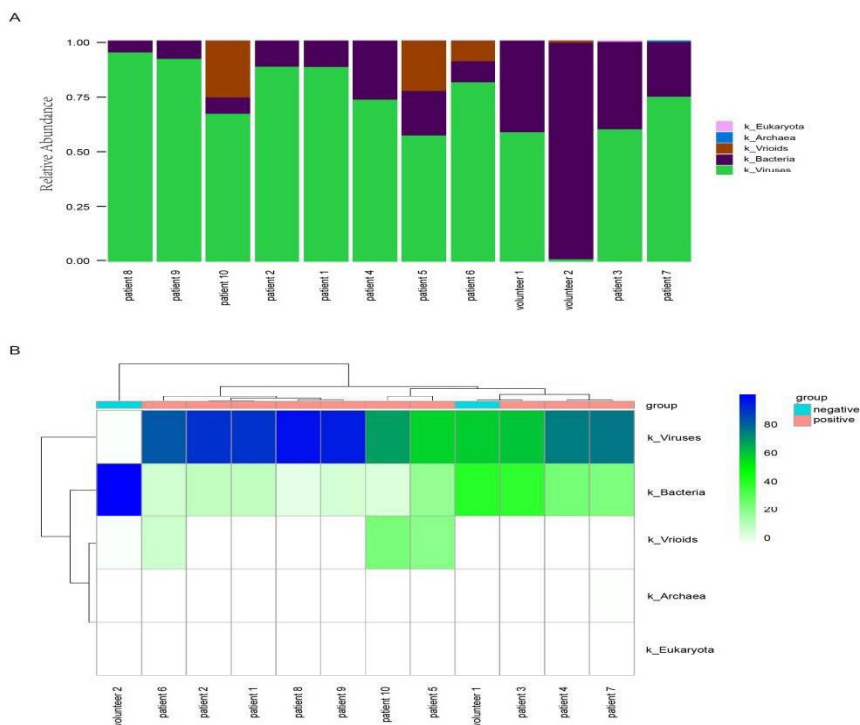 A
1.00
0.75
0.50
0.25
0.00
Relative Abundance
k_Eukaryota
k_Archaea
k_Vrioids
k_Bacteria
k_Viruses
patient 8
patient 9
patient 10
patient 2
patient 1
patient 4
patient 5
patient 6
volunteer 1
volunteer 2
patient 3
patient 7
B
group
k_Viruses
k_Bacteria
k_Vrioids
k_Archaea
k_Eukaryota
80
60
40
20
0
group
negative
positive
volunteer 2
patient 6
patient 2
patient 1
patient 8
patient 9
patient 10
patient 5
volunteer 1
patient 3
patient 4
patient 7